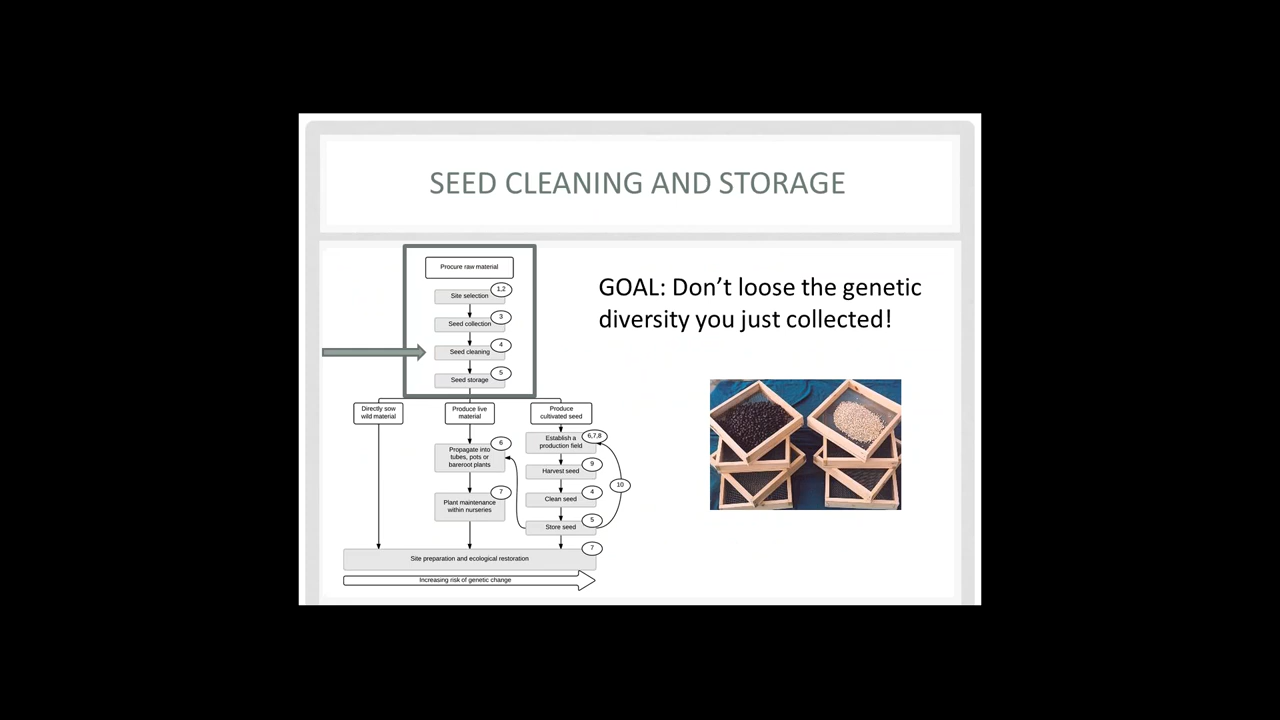 SEED CLEANING AND STORAGE
Procure raw material
Site selection
1,2
Seed collection
3
Seed cleaning
4
Seed storage
5
GOAL: Don't loose the genetic
diversity you just collected!
Directly sow
wild material
Produce live
material
Produce
cultivated seed
Propagate into
tubes, pots or
bareroot plants
6
Plant maintenance
within nurseries
7
Establish a
production field
6,7,8
Harvest seed
9
Clean seed
4
Store seed
5
10
Site preparation and ecological restoration
7
Increasing risk of genetic change